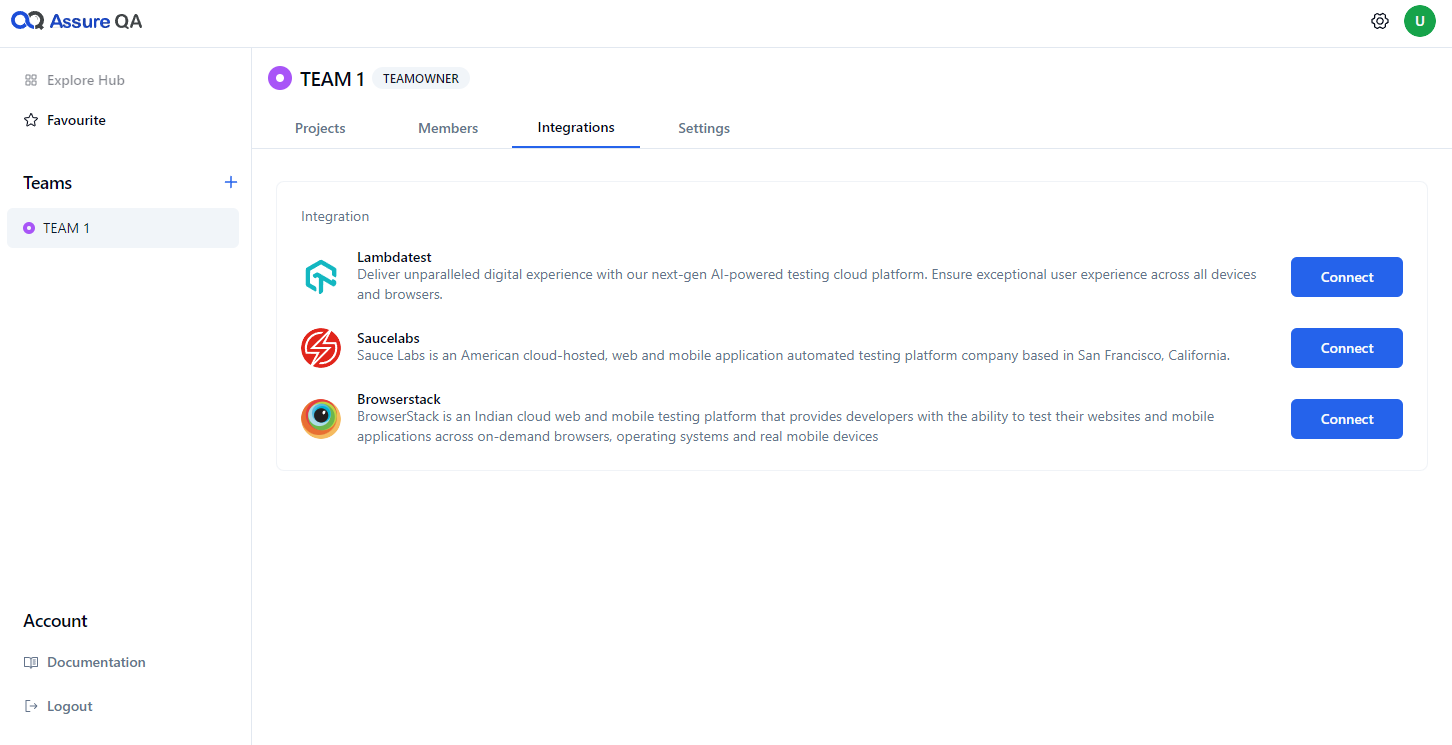 Assure QA
U
Explore Hub
Favourite
Teams
TEAM 1
Account
Documentation
Logout
TEAM 1 TEAMOWNER
Projects Members Integrations Settings
Integration
Lambdatest
Deliver unparalleled digital experience with our next-gen AI-powered testing cloud platform. Ensure exceptional user experience across all devices
and browsers.
Connect
Saucelabs
Sauce Labs is an American cloud-hosted, web and mobile application automated testing platform company based in San Francisco, California.
Connect
Browserstack
BrowserStack is an Indian cloud web and mobile testing platform that provides developers with the ability to test their websites and mobile
applications across on-demand browsers, operating systems and real mobile devices
Connect